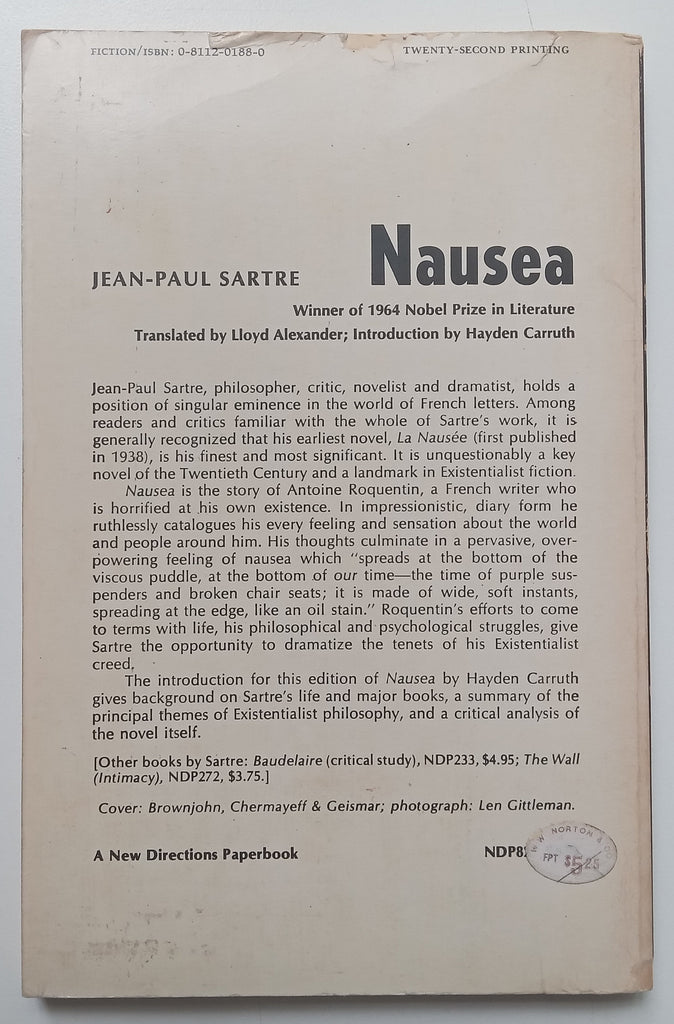 FICTION/ISBN: 0-8112-0188-0 TWENTY-SECOND PRINTING
JEAN-PAUL SARTRE Nausea
Winner of 1964 Nobel Prize in Literature
Translated by Lloyd Alexander; Introduction by Hayden Carruth
Jean-Paul Sartre, philosopher, critic, novelist and dramatist, holds a
position of singular eminence in the world of French letters. Among
readers and critics familiar with the whole of Sartre's work, it is
generally recognized that his earliest novel, La Nausée (first published
in 1938), is his finest and most significant. It is unquestionably a key
novel of the Twentieth Century and a landmark in Existentialist fiction.
Nausea is the story of Antoine Roquentin, a French writer who
is horrified at his own existence. In impressionistic, diary form he
ruthlessly catalogues his every feeling and sensation about the world
and people around him. His thoughts culminate in a pervasive, over-
powering feeling of nausea which "spreads at the bottom of the
viscous puddle, at the bottom of our time—the time of purple sus-
penders and broken chair seats; it is made of wide, soft instants,
spreading at the edge, like an oil stain." Roquentin's efforts to come
to terms with life, his philosophical and psychological struggles, give
Sartre the opportunity to dramatize the tenets of his Existentialist
creed.
The introduction for this edition of Nausea by Hayden Carruth
gives background on Sartre's life and major books, a summary of the
principal themes of Existentialist philosophy, and a critical analysis of
the novel itself.
[Other books by Sartre: Baudelaire (critical study), NDP233, $4.95; The Wall
(Intimacy), NDP272, $3.75.]
Cover: Brownjohn, Chermayeff & Geismar; photograph: Len Gittleman.
A New Directions Paperbook NDP82
W W NORTON & CO
FPT $5.25